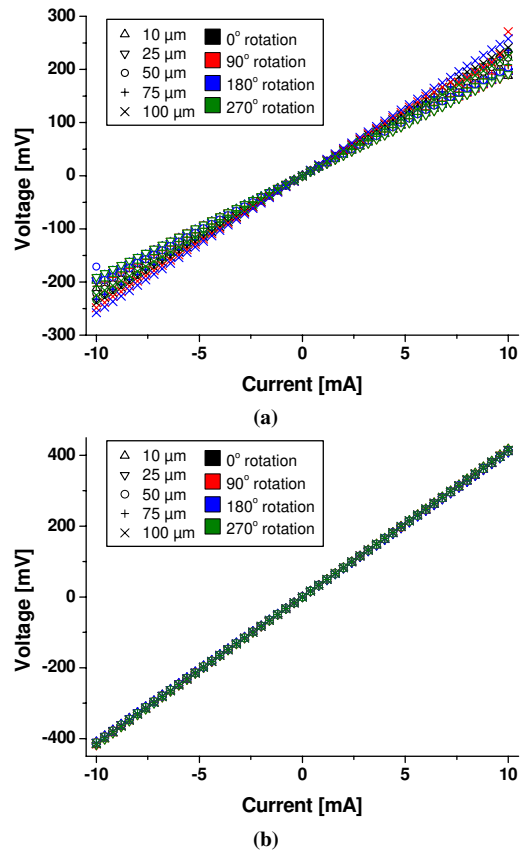 300
200
100
0
-100
-200
-300
Voltage [mV]
△ 10 µm
▽ 25 µm
○ 50 µm
+ 75 µm
× 100 µm
0° rotation
90° rotation
180° rotation
270° rotation
-10 -5 0 5 10
Current [mA]
(a)
400
200
0
-200
-400
Voltage [mV]
△ 10 µm
▽ 25 µm
○ 50 µm
+ 75 µm
× 100 µm
0° rotation
90° rotation
180° rotation
270° rotation
-10 -5 0 5 10
Current [mA]
(b)